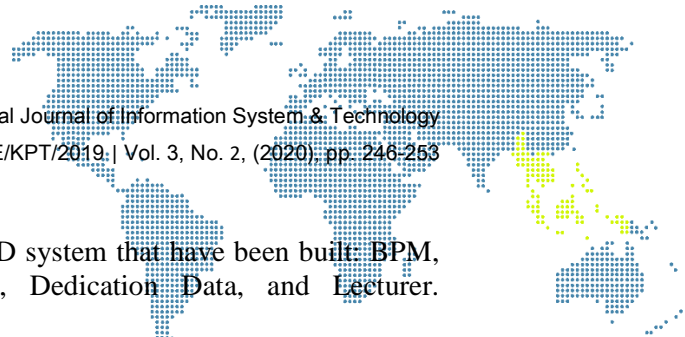 al Journal of Information System & Technology
E/KPT/2019 | Vol. 3, No. 2, (2020), pp. 246-253
D system that have been built: BPM,
, Dedication Data, and Lecturer.